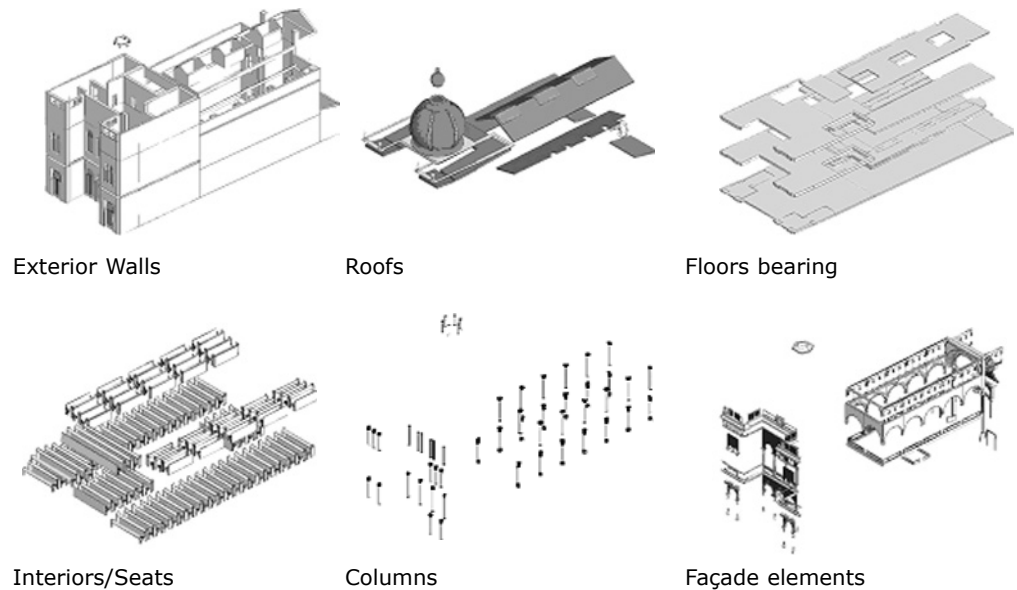 Exterior Walls
Roofs
Floors bearing
Interiors/Seats
Columns
Façade elements